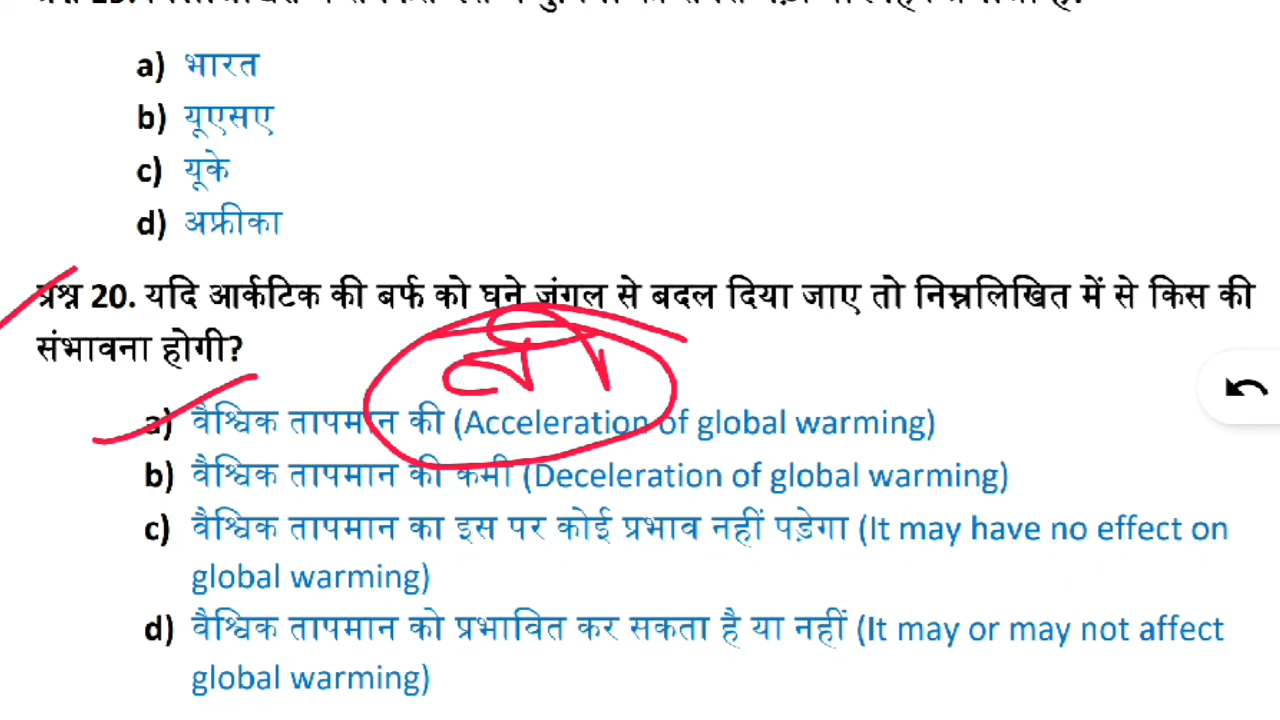 a) भारत
b) यूएसए
c) यूके
d) अफ्रीका
प्रश्न 20. यदि आर्कटिक की बर्फ को घने जंगल से बदल दिया जाए तो निम्नलिखित में से किस की
संभावना होगी?
a) वैश्विक तापमान की (Acceleration of global warming)
b) वैश्विक तापमान की कमी (Deceleration of global warming)
c) वैश्विक तापमान का इस पर कोई प्रभाव नहीं पड़ेगा (It may have no effect on
global warming)
d) वैश्विक तापमान को प्रभावित कर सकता है या नहीं (It may or may not affect
global warming)